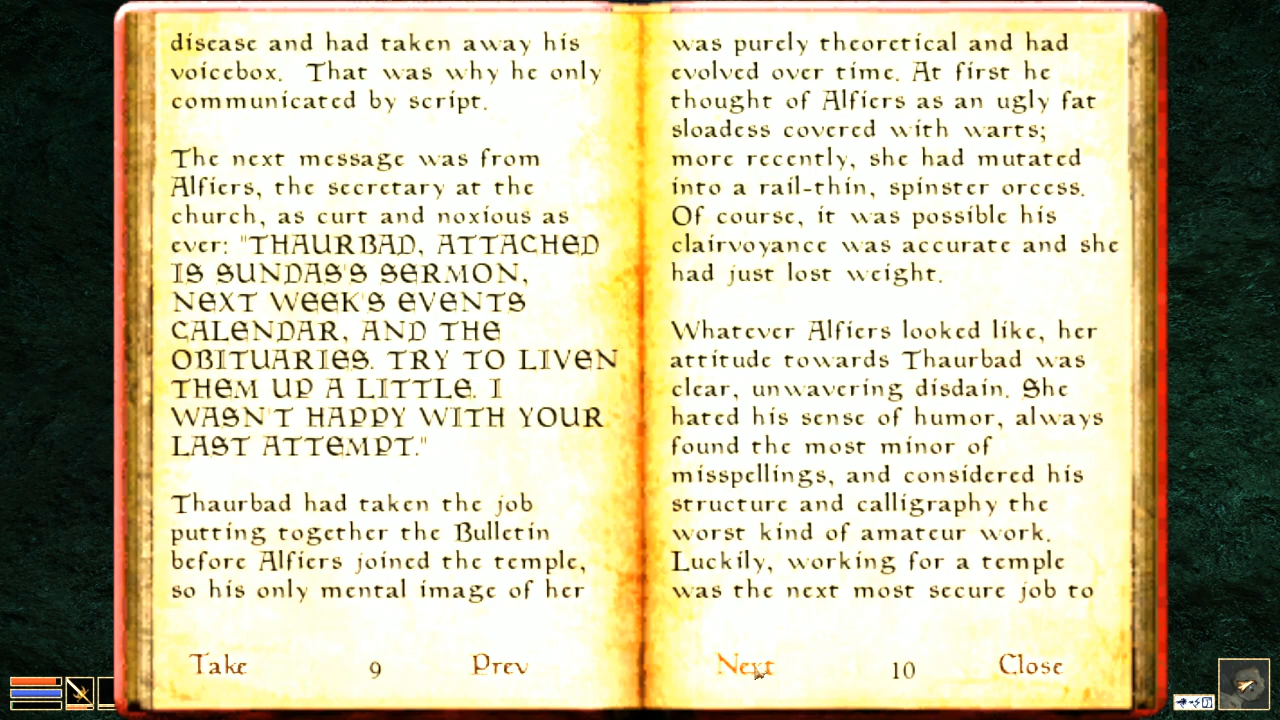 disease and had taken away his
voicebox. That was why he only
communicated by script.
The next message was from
Alfiers, the secretary at the
church, as curt and noxious as
ever: "THAURBAD, ATTACHED
IS SUNDAS'S SERMON,
NEXT WEEK'S EVENTS
CALENDAR, AND THE
OBITUARIES. TRY TO LIVEN
THEM UP A LITTLE. I
WASN'T HAPPY WITH YOUR
LAST ATTEMPT."
Thaurbad had taken the job
putting together the Bulletin
before Alfiers joined the temple,
so his only mental image of her
was purely theoretical and had
evolved over time. At first he
thought of Alfiers as an ugly fat
sloadess covered with warts;
more recently, she had mutated
into a rail-thin, spinster orcess.
Of course, it was possible his
clairvoyance was accurate and she
had just lost weight.
Whatever Alfiers looked like, her
attitude towards Thaurbad was
clear, unwavering disdain. She
hated his sense of humor, always
found the most minor of
misspellings, and considered his
structure and calligraphy the
worst kind of amateur work.
Luckily, working for a temple
was the next most secure job to
Take 9 Prev Next 10 Close